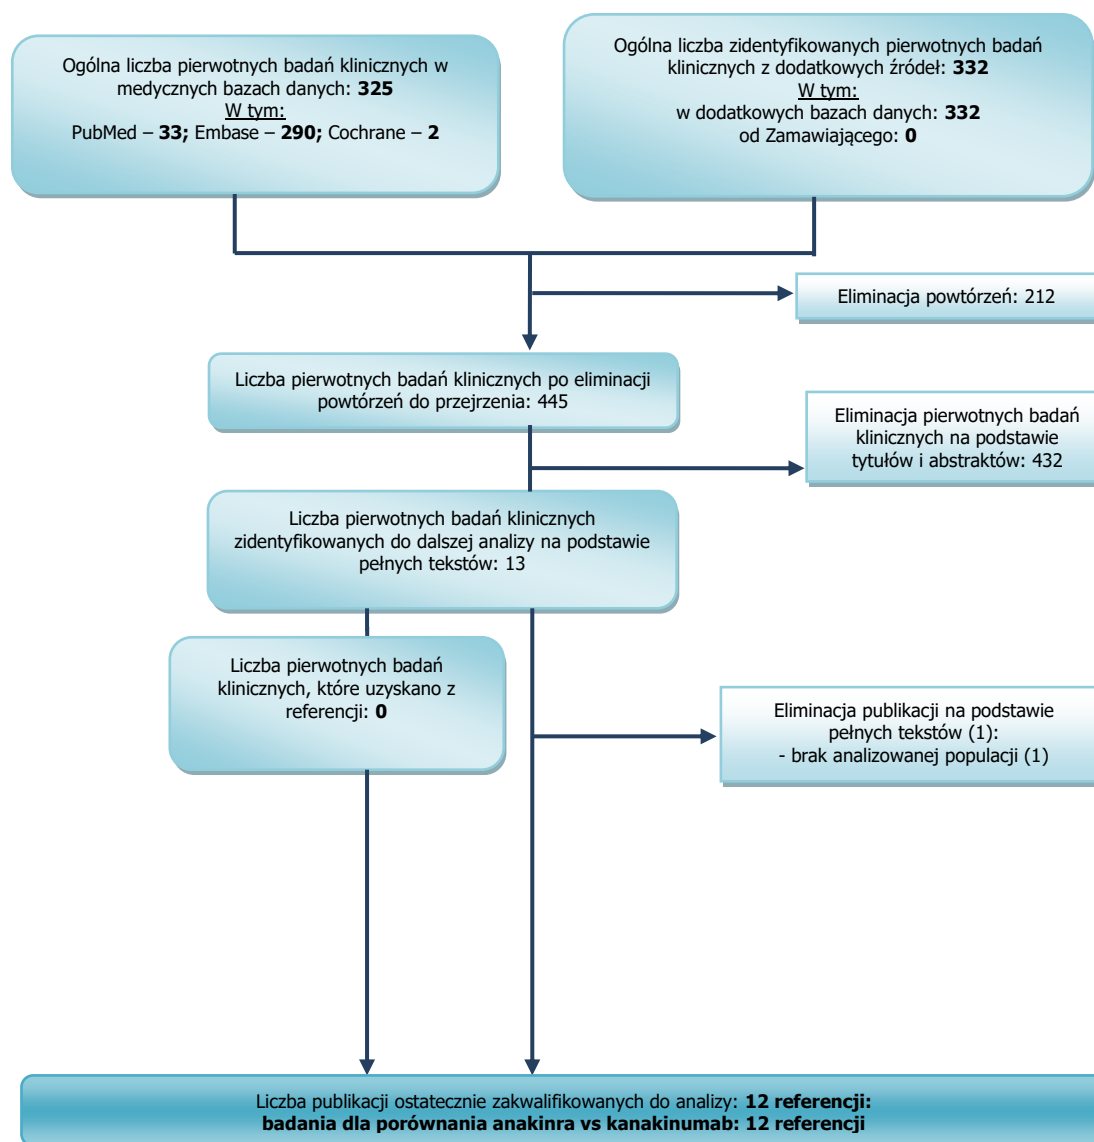 Ogólna liczba pierwotnych badań klinicznych w
medycznych bazach danych: 325
W tym:
PubMed – 33; Embase – 290; Cochrane – 2
Ogólna liczba zidentyfikowanych pierwotnych badań
klinicznych z dodatkowych źródeł: 332
W tym:
w dodatkowych bazach danych: 332
od Zamawiającego: 0
Eliminacja powtórzeń: 212
Liczba pierwotnych badań klinicznych po eliminacji
powtórzeń do przejrzenia: 445
Eliminacja pierwotnych badań
klinicznych na podstawie
tytułów i abstraktów: 432
Liczba pierwotnych badań klinicznych
zidentyfikowanych do dalszej analizy na podstawie
pełnych tekstów: 13
Liczba pierwotnych badań
klinicznych, które uzyskano z
referencji: 0
Eliminacja publikacji na podstawie
pełnych tekstów (1):
- brak analizowanej populacji (1)
Liczba publikacji ostatecznie zakwalifikowanych do analizy: 12 referencji:
badania dla porównania anakinra vs kanakinumab: 12 referencji